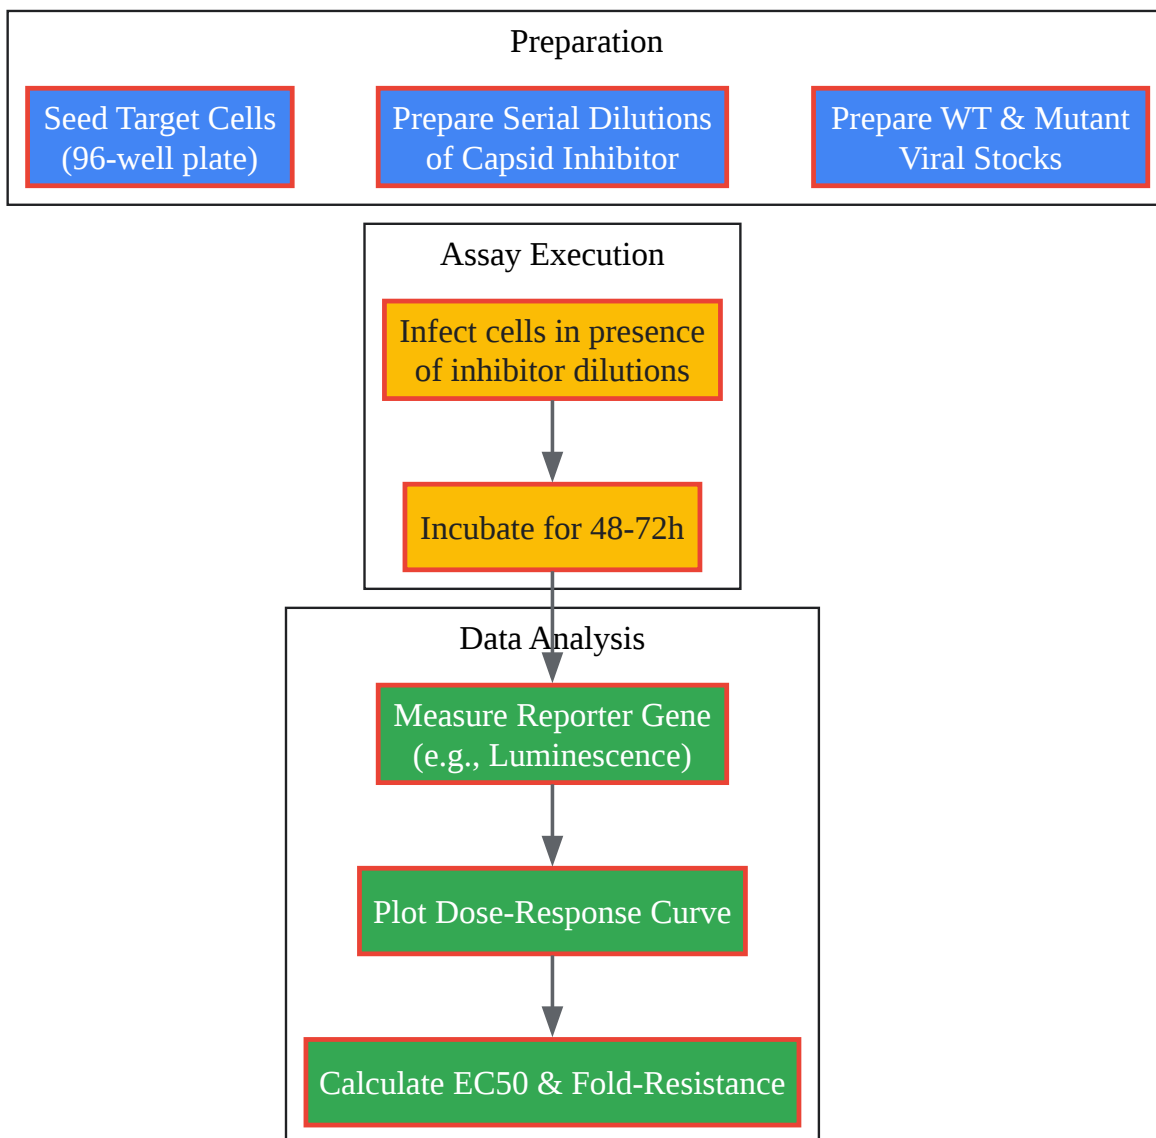 Preparation
Seed Target Cells
(96-well plate)
Prepare Serial Dilutions
of Capsid Inhibitor
Prepare WT & Mutant
Viral Stocks
Assay Execution
Infect cells in presence
of inhibitor dilutions
Incubate for 48-72h
Data Analysis
Measure Reporter Gene
(e.g., Luminescence)
Plot Dose-Response Curve
Calculate EC50 & Fold-Resistance